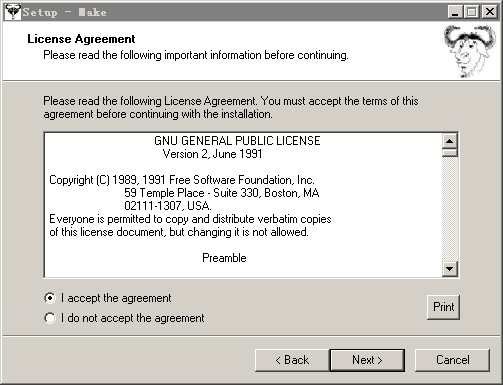 Setup - Make
License Agreement
Please read the following important information before continuing.
Please read the following License Agreement. You must accept the terms of this
agreement before continuing with the installation.
GNU GENERAL PUBLIC LICENSE
Version 2, June 1991
Copyright (C) 1989, 1991 Free Software Foundation, Inc.
59 Temple Place - Suite 330, Boston, MA
02111-1307, USA.
Everyone is permitted to copy and distribute verbatim copies
of this license document, but changing it is not allowed.
Preamble
I accept the agreement
I do not accept the agreement
Print
< Back
Next >
Cancel